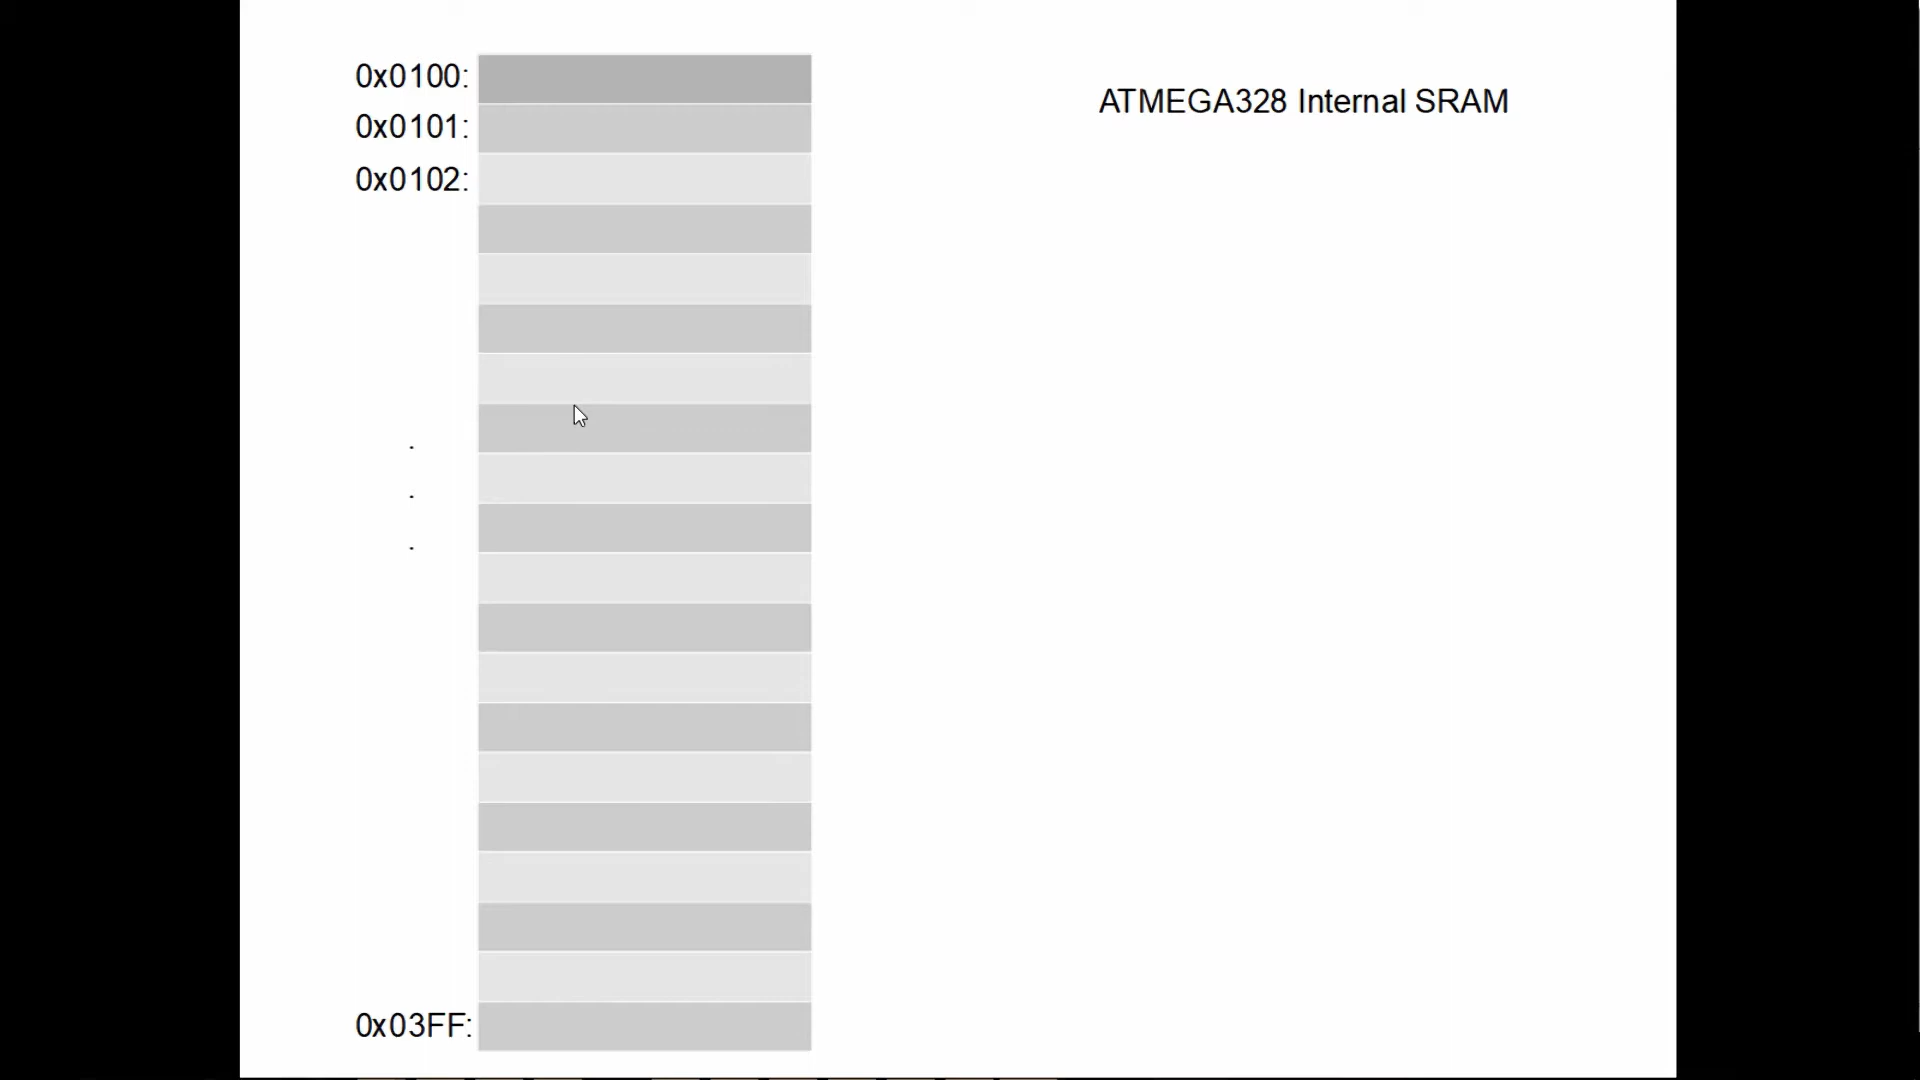 0x0100:
ATMEGA328 Internal SRAM
0x0101:
0x0102:
.
.
.
0x03FF: